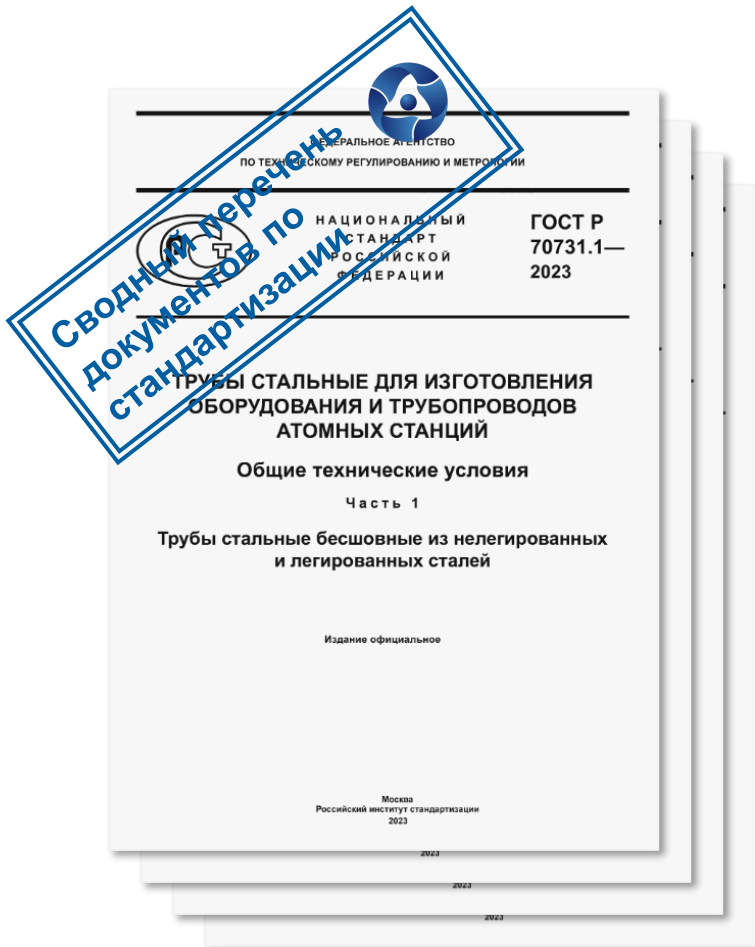 Сводный перечень
документов по
стандартизации
ФЕДЕРАЛЬНОЕ АГЕНТСТВО
ПО ТЕХНИЧЕСКОМУ РЕГУЛИРОВАНИЮ И МЕТРОЛОГИИ
НАЦИОНАЛЬНЫЙ
СТАНДАРТ
РОССИЙСКОЙ
ФЕДЕРАЦИИ
ГОСТ Р
70731.1—
2023
ТРУБЫ СТАЛЬНЫЕ ДЛЯ ИЗГОТОВЛЕНИЯ
ОБОРУДОВАНИЯ И ТРУБОПРОВОДОВ
АТОМНЫХ СТАНЦИЙ
Общие технические условия
Часть 1
Трубы стальные бесшовные из нелегированных
и легированных сталей
Издание официальное
Москва
Российский институт стандартизации
2023
2023
2023
2023